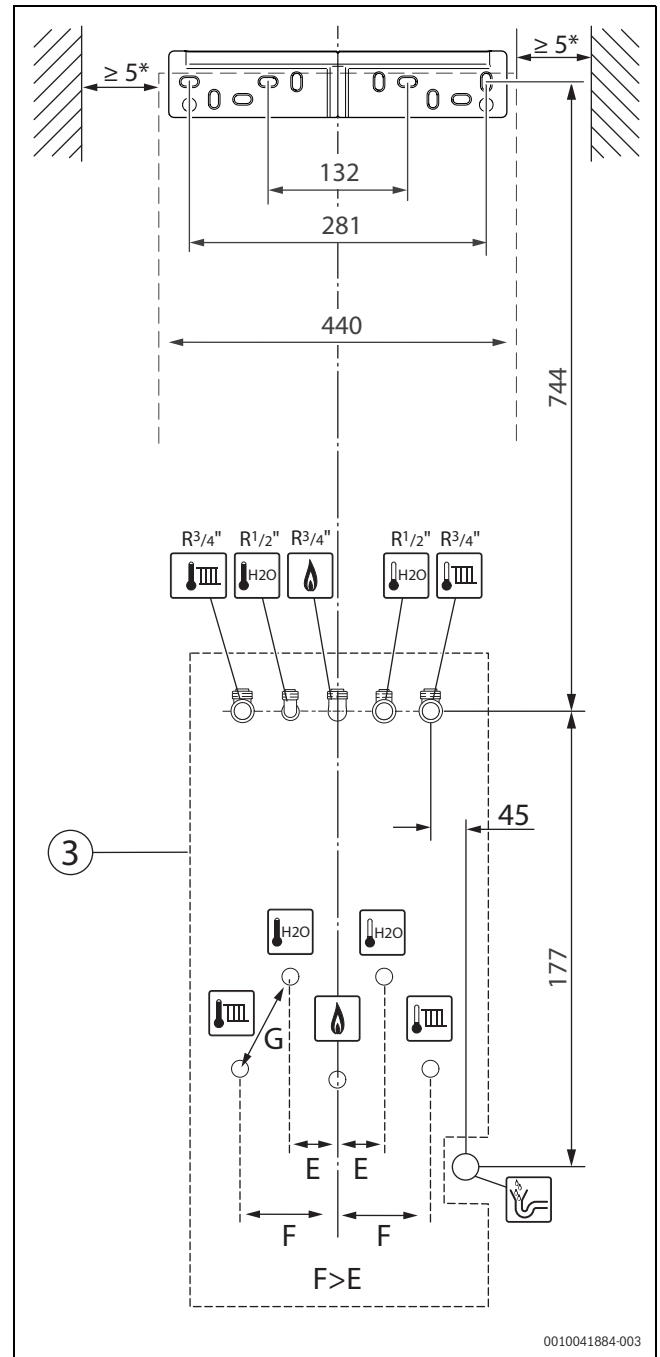 ≥ 5*
≥ 5*
132
281
440
744
R3/4" R1/2" R3/4" R1/2" R3/4"
H2O H2O
45
3
177
H2O H2O
G
E E
F F
F>E
0010041884-003